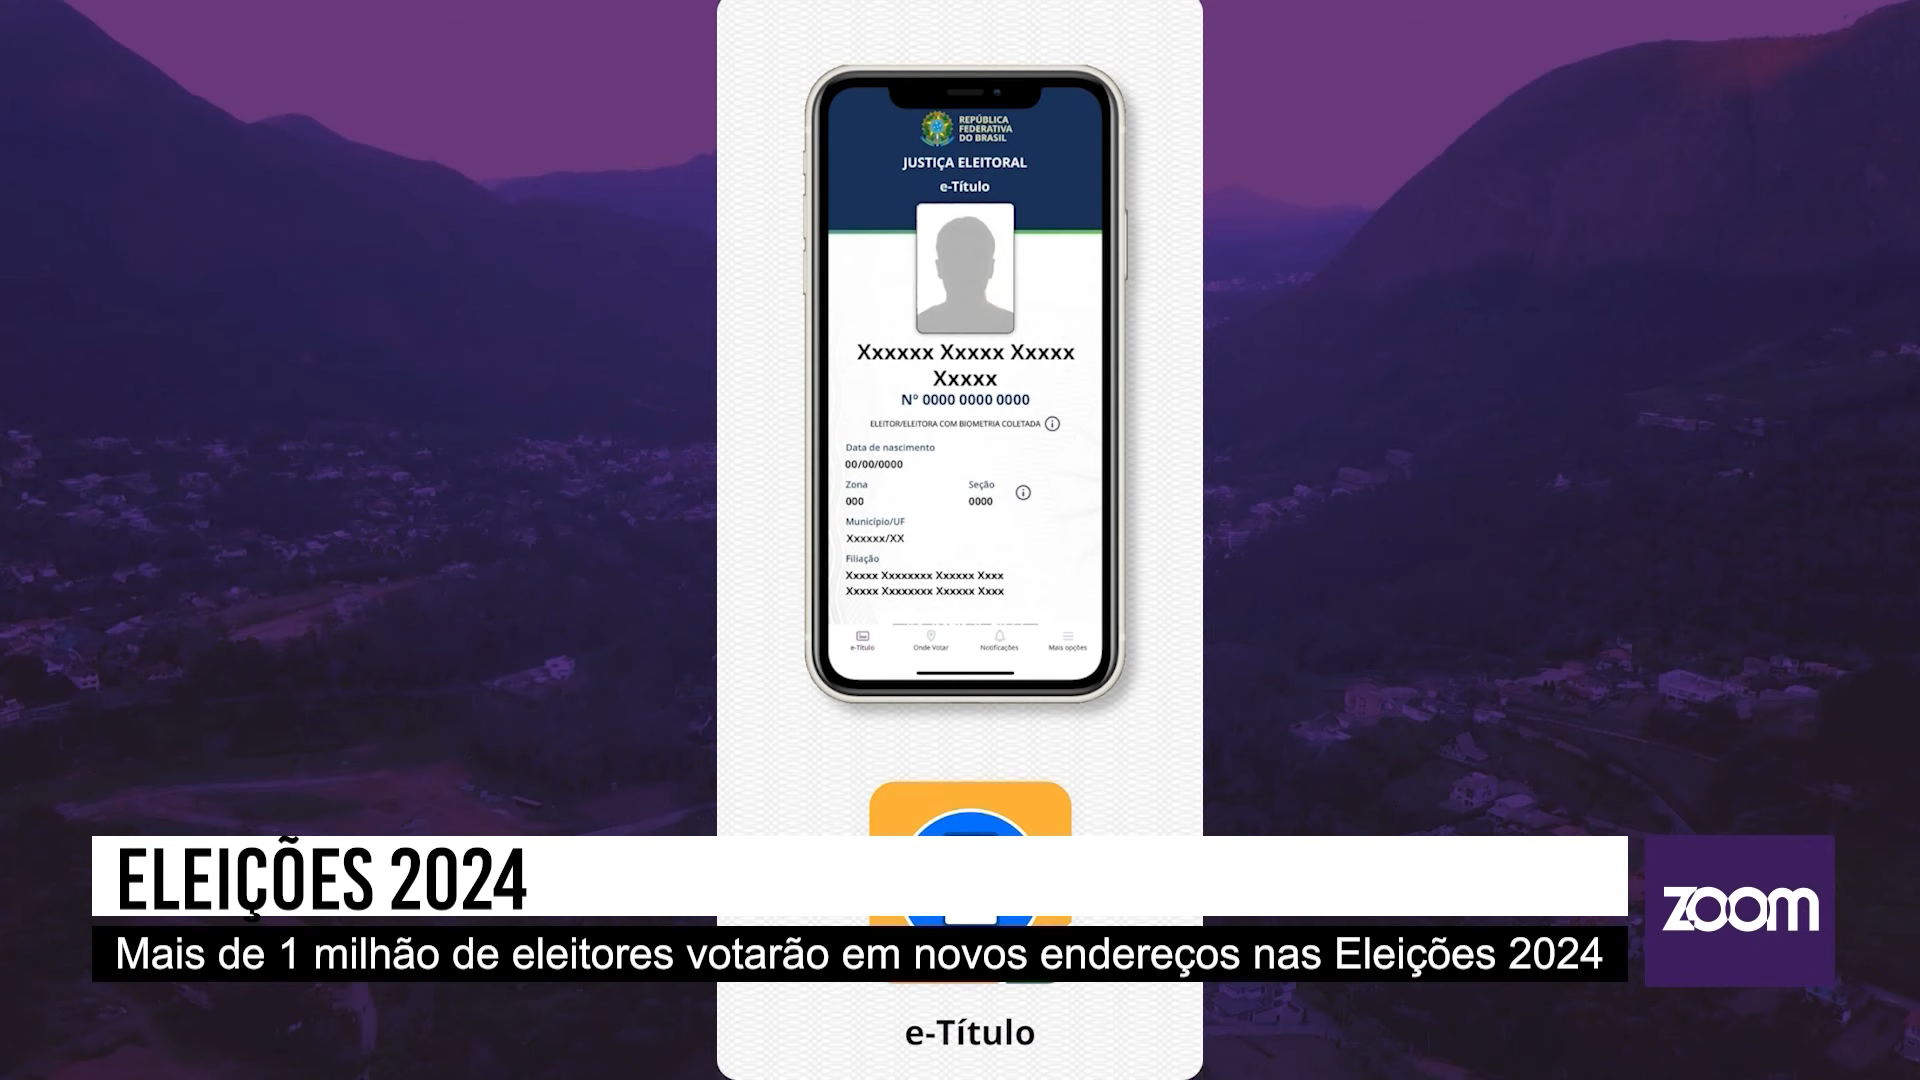 REPÚBLICA
FEDERATIVA
DO BRASIL
JUSTIÇA ELEITORAL
e-Título
Xxxxxx Xxxxx Xxxxx
Xxxxx
Nº 0000 0000 0000
ELEITOR/ELEITORA COM BIOMETRIA COLETADA
Data de nascimento
00/00/0000
Zona Seção
000 0000
Município/UF
Xxxxxx/XX
Filiação
Xxxxx Xxxxxxxx Xxxxxx Xxxx
Xxxxx Xxxxxxxx Xxxxxx Xxxx
e-Título Onde Votar Notificações Mais opções
ELEIÇÕES 2024
zoom
Mais de 1 milhão de eleitores votarão em novos endereços nas Eleições 2024
e-Título